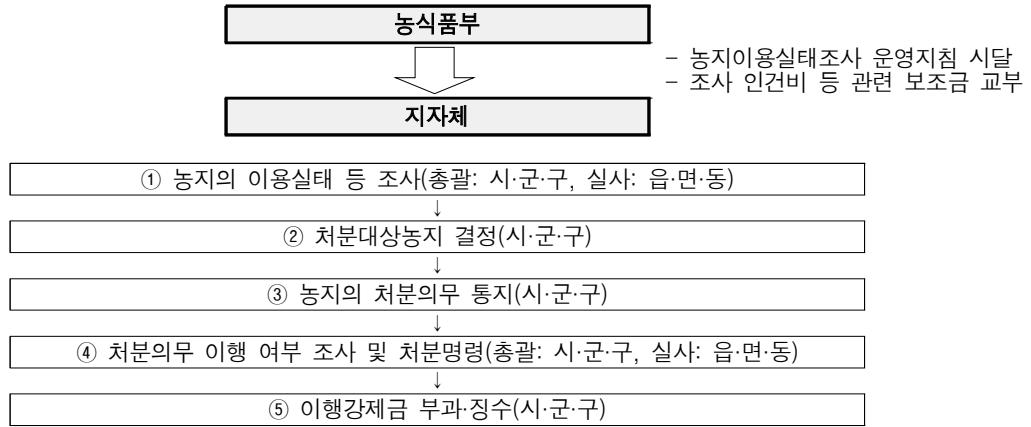 농식품부
- 농지이용실태조사 운영지침 시달
- 조사 인건비 등 관련 보조금 교부
지자체
① 농지의 이용실태 등 조사(총괄: 시·군·구, 실사: 읍·면·동)
↓
② 처분대상농지 결정(시·군·구)
↓
③ 농지의 처분의무 통지(시·군·구)
↓
④ 처분의무 이행 여부 조사 및 처분명령(총괄: 시·군·구, 실사: 읍·면·동)
↓
⑤ 이행강제금 부과·징수(시·군·구)